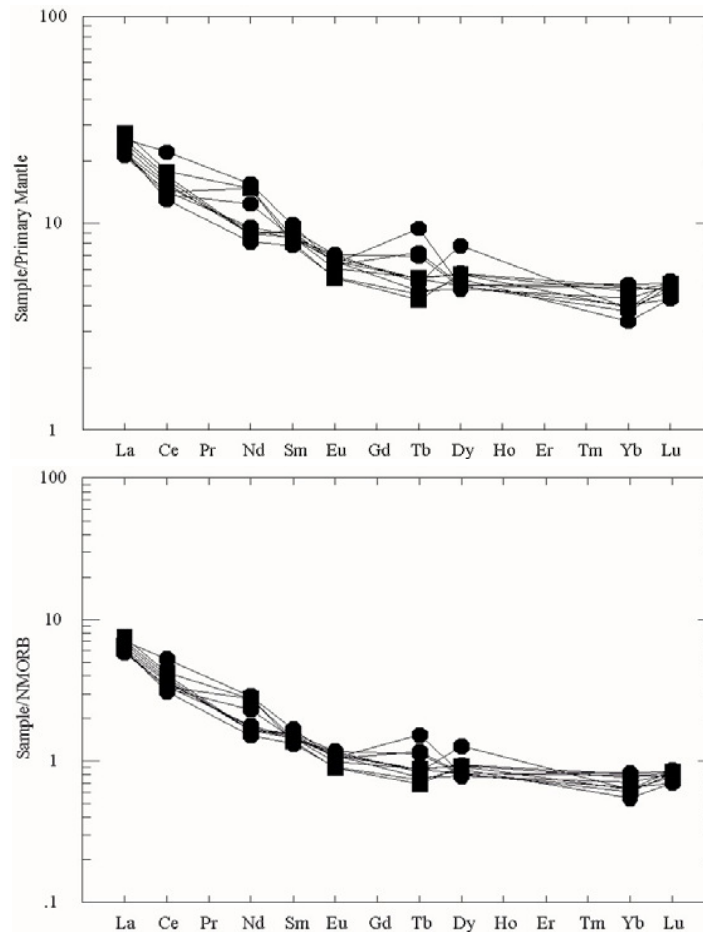 100
10
1
Sample/Primary Mantle
La Ce Pr Nd Sm Eu Gd Tb Dy Ho Er Tm Yb Lu
100
10
1
.1
Sample/NMORB
La Ce Pr Nd Sm Eu Gd Tb Dy Ho Er Tm Yb Lu